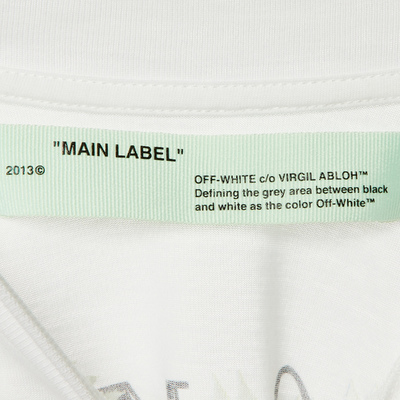 "MAIN LABEL"
2013©
OFF-WHITE c/o VIRGIL ABLOH™
Defining the grey area between black
and white as the color Off-White™